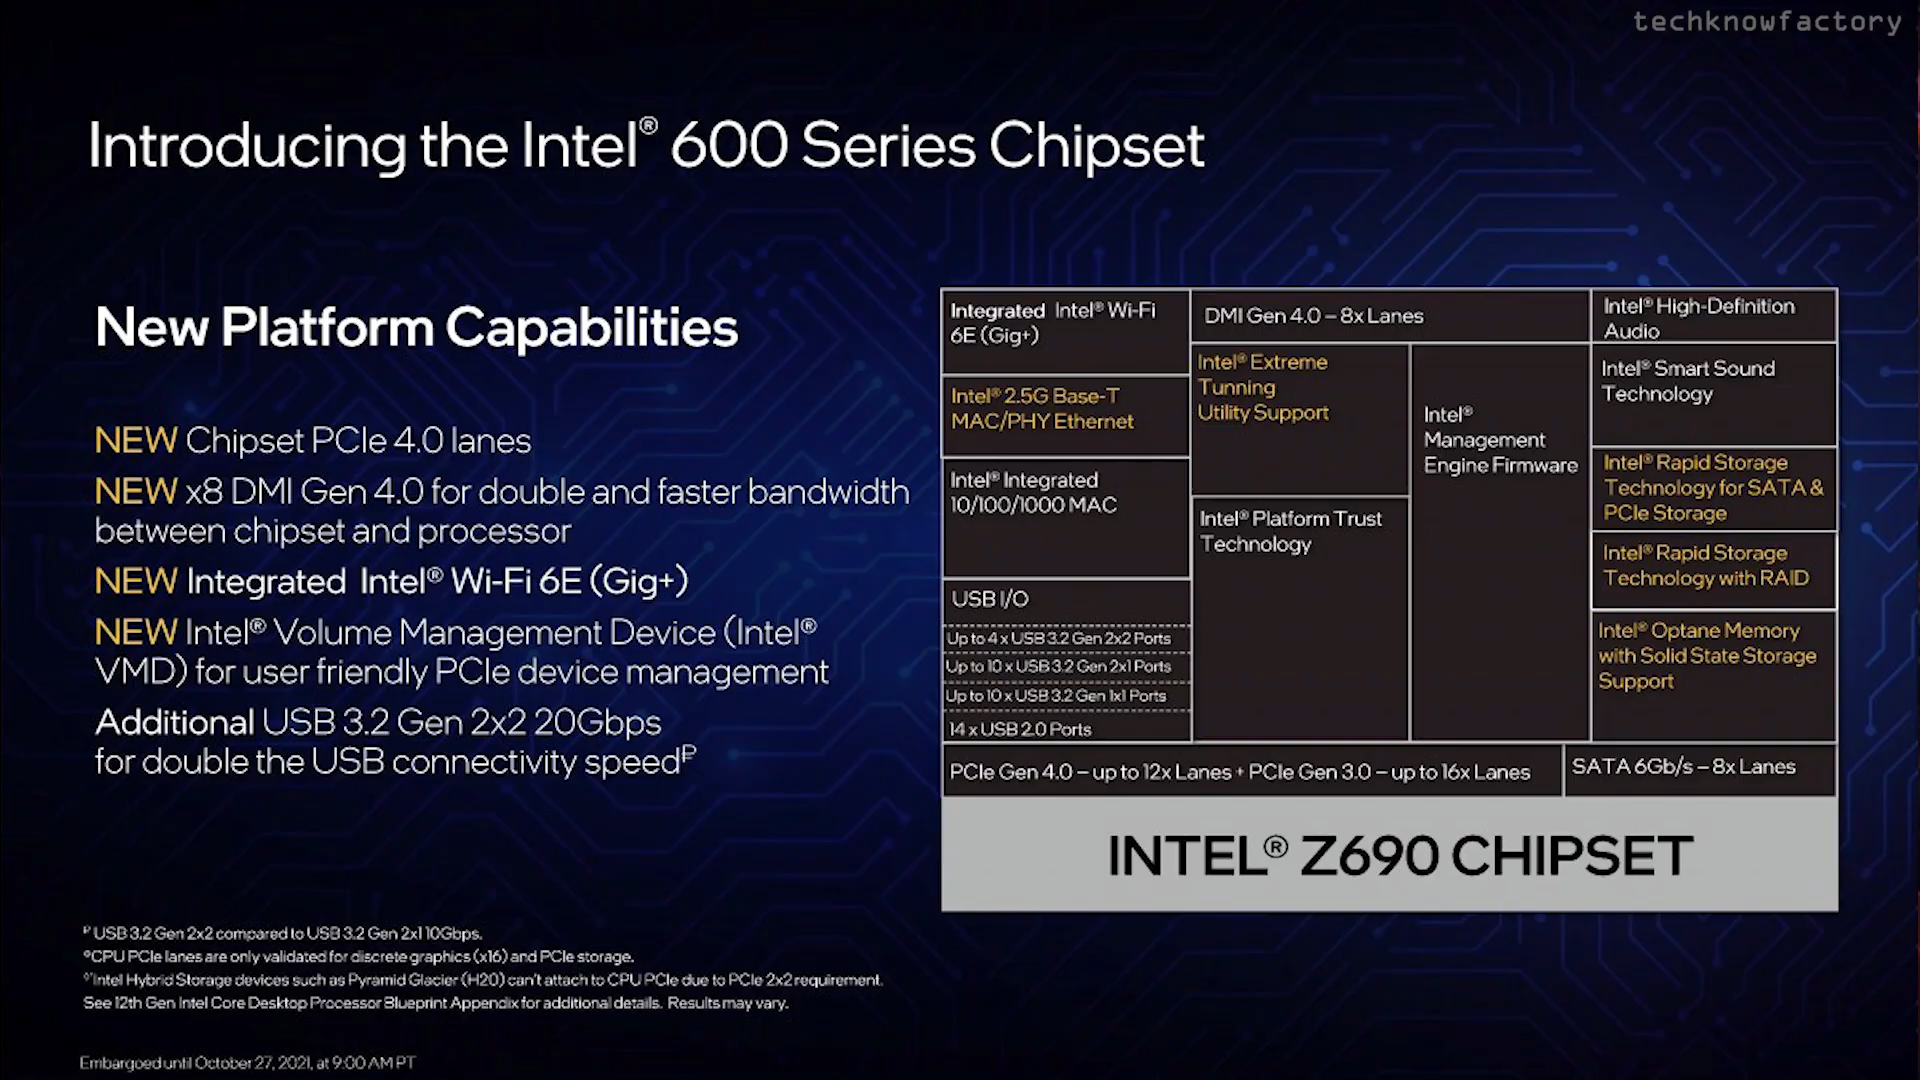 techknowfactory
Introducing the Intel® 600 Series Chipset
New Platform Capabilities
NEW Chipset PCIe 4.0 lanes
NEW x8 DMI Gen 4.0 for double and faster bandwidth
between chipset and processor
NEW Integrated Intel® Wi-Fi 6E (Gig+)
NEW Intel® Volume Management Device (Intel®
VMD) for user friendly PCIe device management
Additional USB 3.2 Gen 2x2 20Gbps
for double the USB connectivity speedᴾ
Integrated Intel® Wi-Fi
6E (Gig+)
Intel® 2.5G Base-T
MAC/PHY Ethernet
Intel® Integrated
10/100/1000 MAC
USB I/O
Up to 4 x USB 3.2 Gen 2x2 Ports
Up to 10 x USB 3.2 Gen 2x1 Ports
Up to 10 x USB 3.2 Gen 1x1 Ports
14 x USB 2.0 Ports
DMI Gen 4.0 – 8x Lanes
Intel® Extreme
Tunning
Utility Support
Intel® Platform Trust
Technology
Intel®
Management
Engine Firmware
Intel® High-Definition
Audio
Intel® Smart Sound
Technology
Intel® Rapid Storage
Technology for SATA &
PCIe Storage
Intel® Rapid Storage
Technology with RAID
Intel® Optane Memory
with Solid State Storage
Support
PCIe Gen 4.0 – up to 12x Lanes + PCIe Gen 3.0 – up to 16x Lanes
SATA 6Gb/s – 8x Lanes
INTEL® Z690 CHIPSET
ᴾ USB 3.2 Gen 2x2 compared to USB 3.2 Gen 2x1 10Gbps.
CPU PCIe lanes are only validated for discrete graphics (x16) and PCIe storage.
Intel Hybrid Storage devices such as Pyramid Glacier (H20) can't attach to CPU PCIe due to PCIe 2x2 requirement.
See 12th Gen Intel Core Desktop Processor Blueprint Appendix for additional details. Results may vary.
Embargoed until October 27, 2021, at 9:00 AM PT